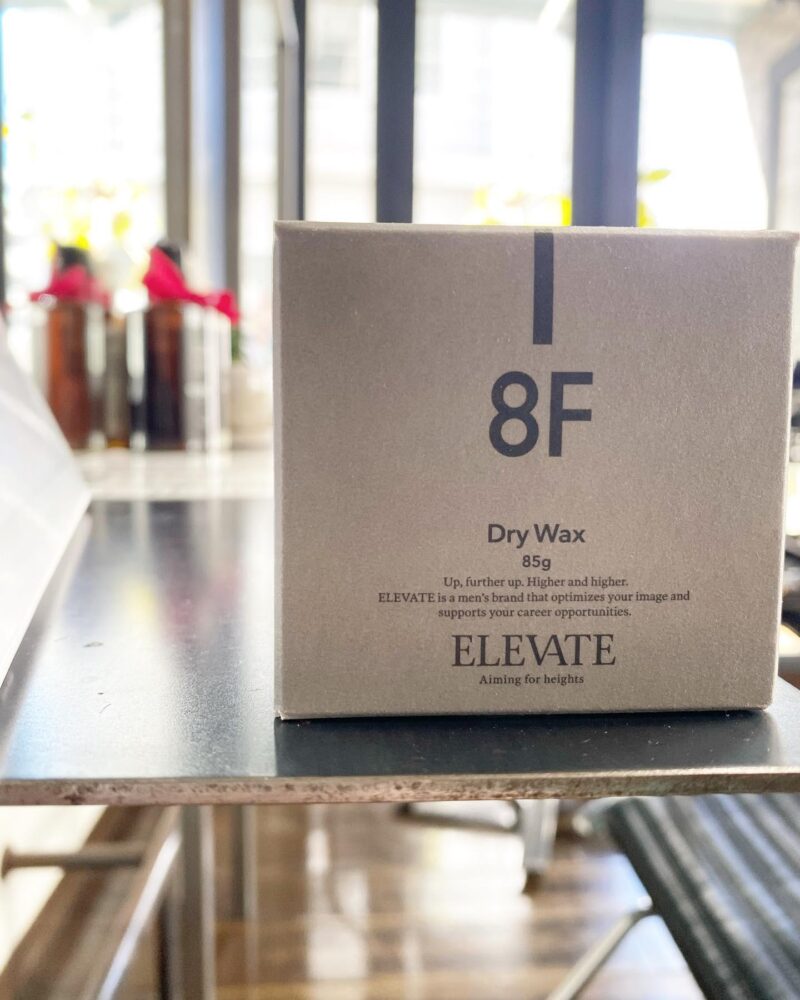 8F
Dry Wax
85g
Up, further up. Higher and higher.
ELEVATE is a men's brand that optimizes your image and
supports your career opportunities.
ELEVATE
Aiming for heights